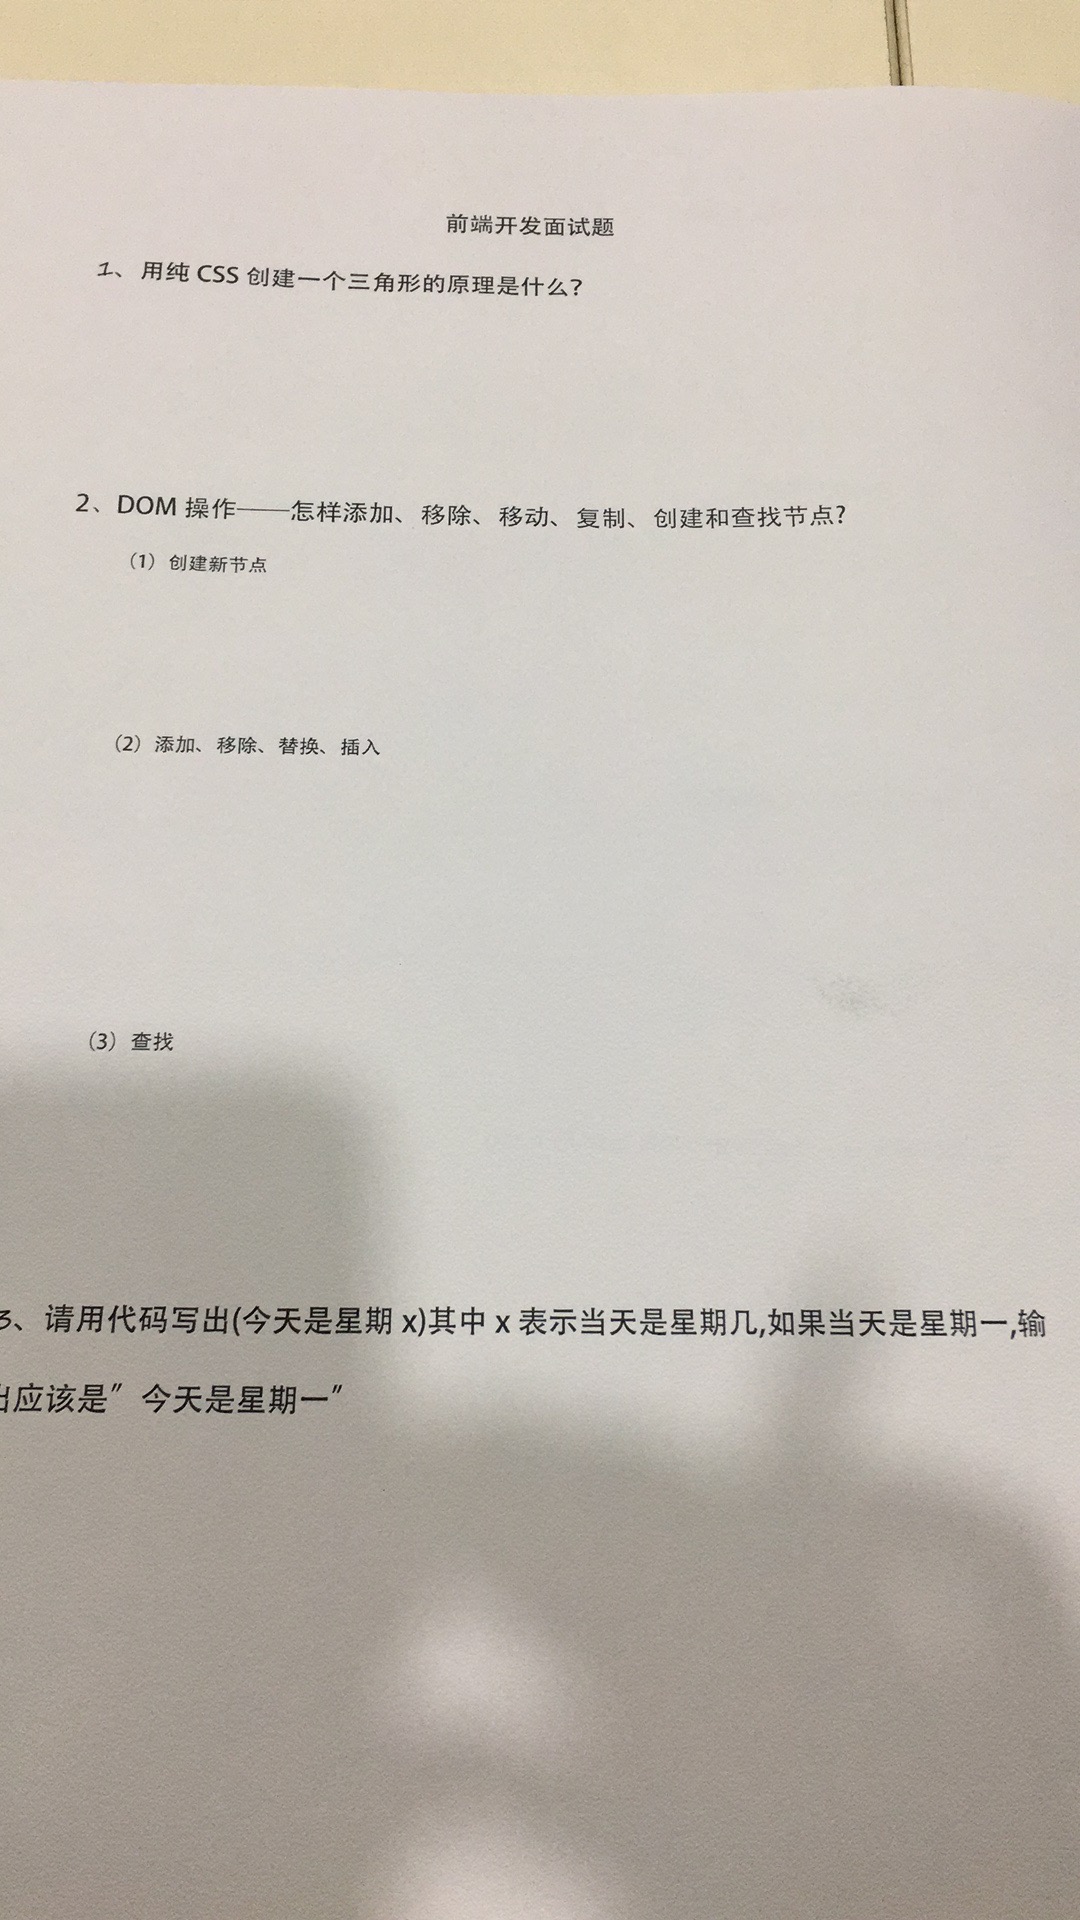 前端开发面试题
1、用纯 CSS 创建一个三角形的原理是什么?
2、DOM 操作——怎样添加、移除、移动、复制、创建和查找节点?
（1）创建新节点
（2）添加、移除、替换、插入
（3）查找
3、请用代码写出(今天是星期 x)其中 x 表示当天是星期几,如果当天是星期一,输
出应该是”今天是星期一”